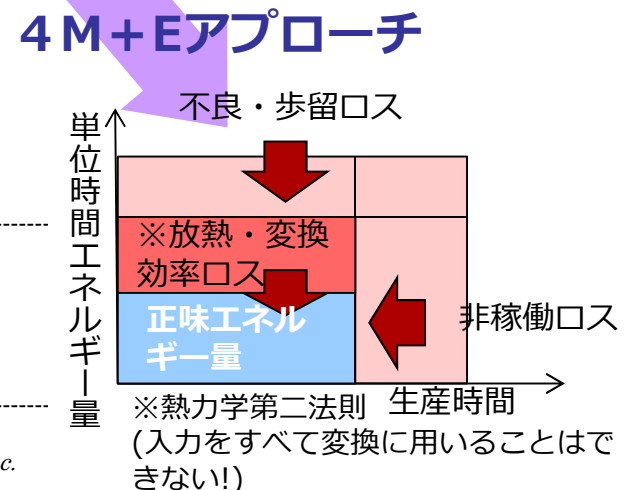 ４Ｍ＋Ｅアプローチ
不良・歩留ロス
単位時間エネルギー量
※放熱・変換
効率ロス
正味エネル
ギー量
非稼働ロス
生産時間
※熱力学第二法則
(入力をすべて変換に用いることはで
きない!)
c.